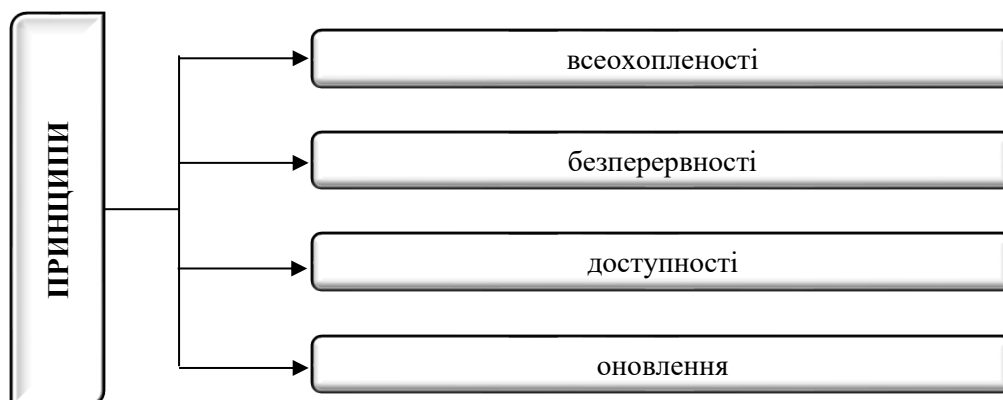 ПРИНЦИПИ
всеохопленості
безперервності
доступності
оновлення